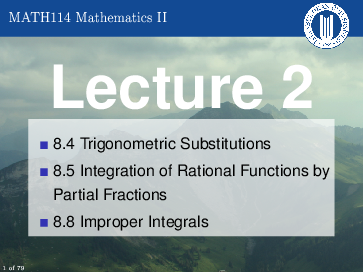 MATH114 Mathematics II
Lecture 2
8.4 Trigonometric Substitutions
8.5 Integration of Rational Functions by
Partial Fractions
8.8 Improper Integrals
1 of 79